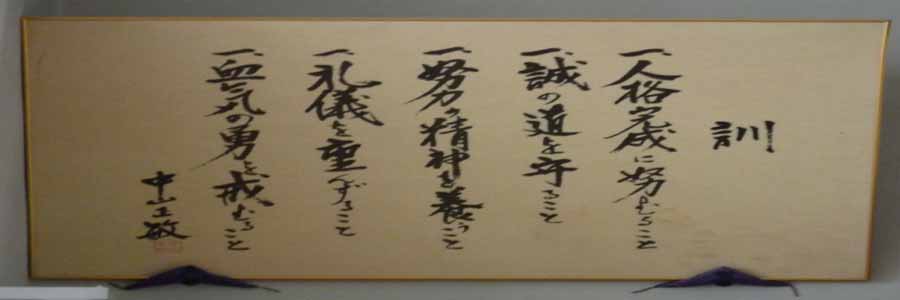 訓
一、人格完成に努むること
一、誠の道を守ること
一、努力の精神を養うこと
一、礼儀を重んずること
一、血気の勇を戒むること
中山正敏